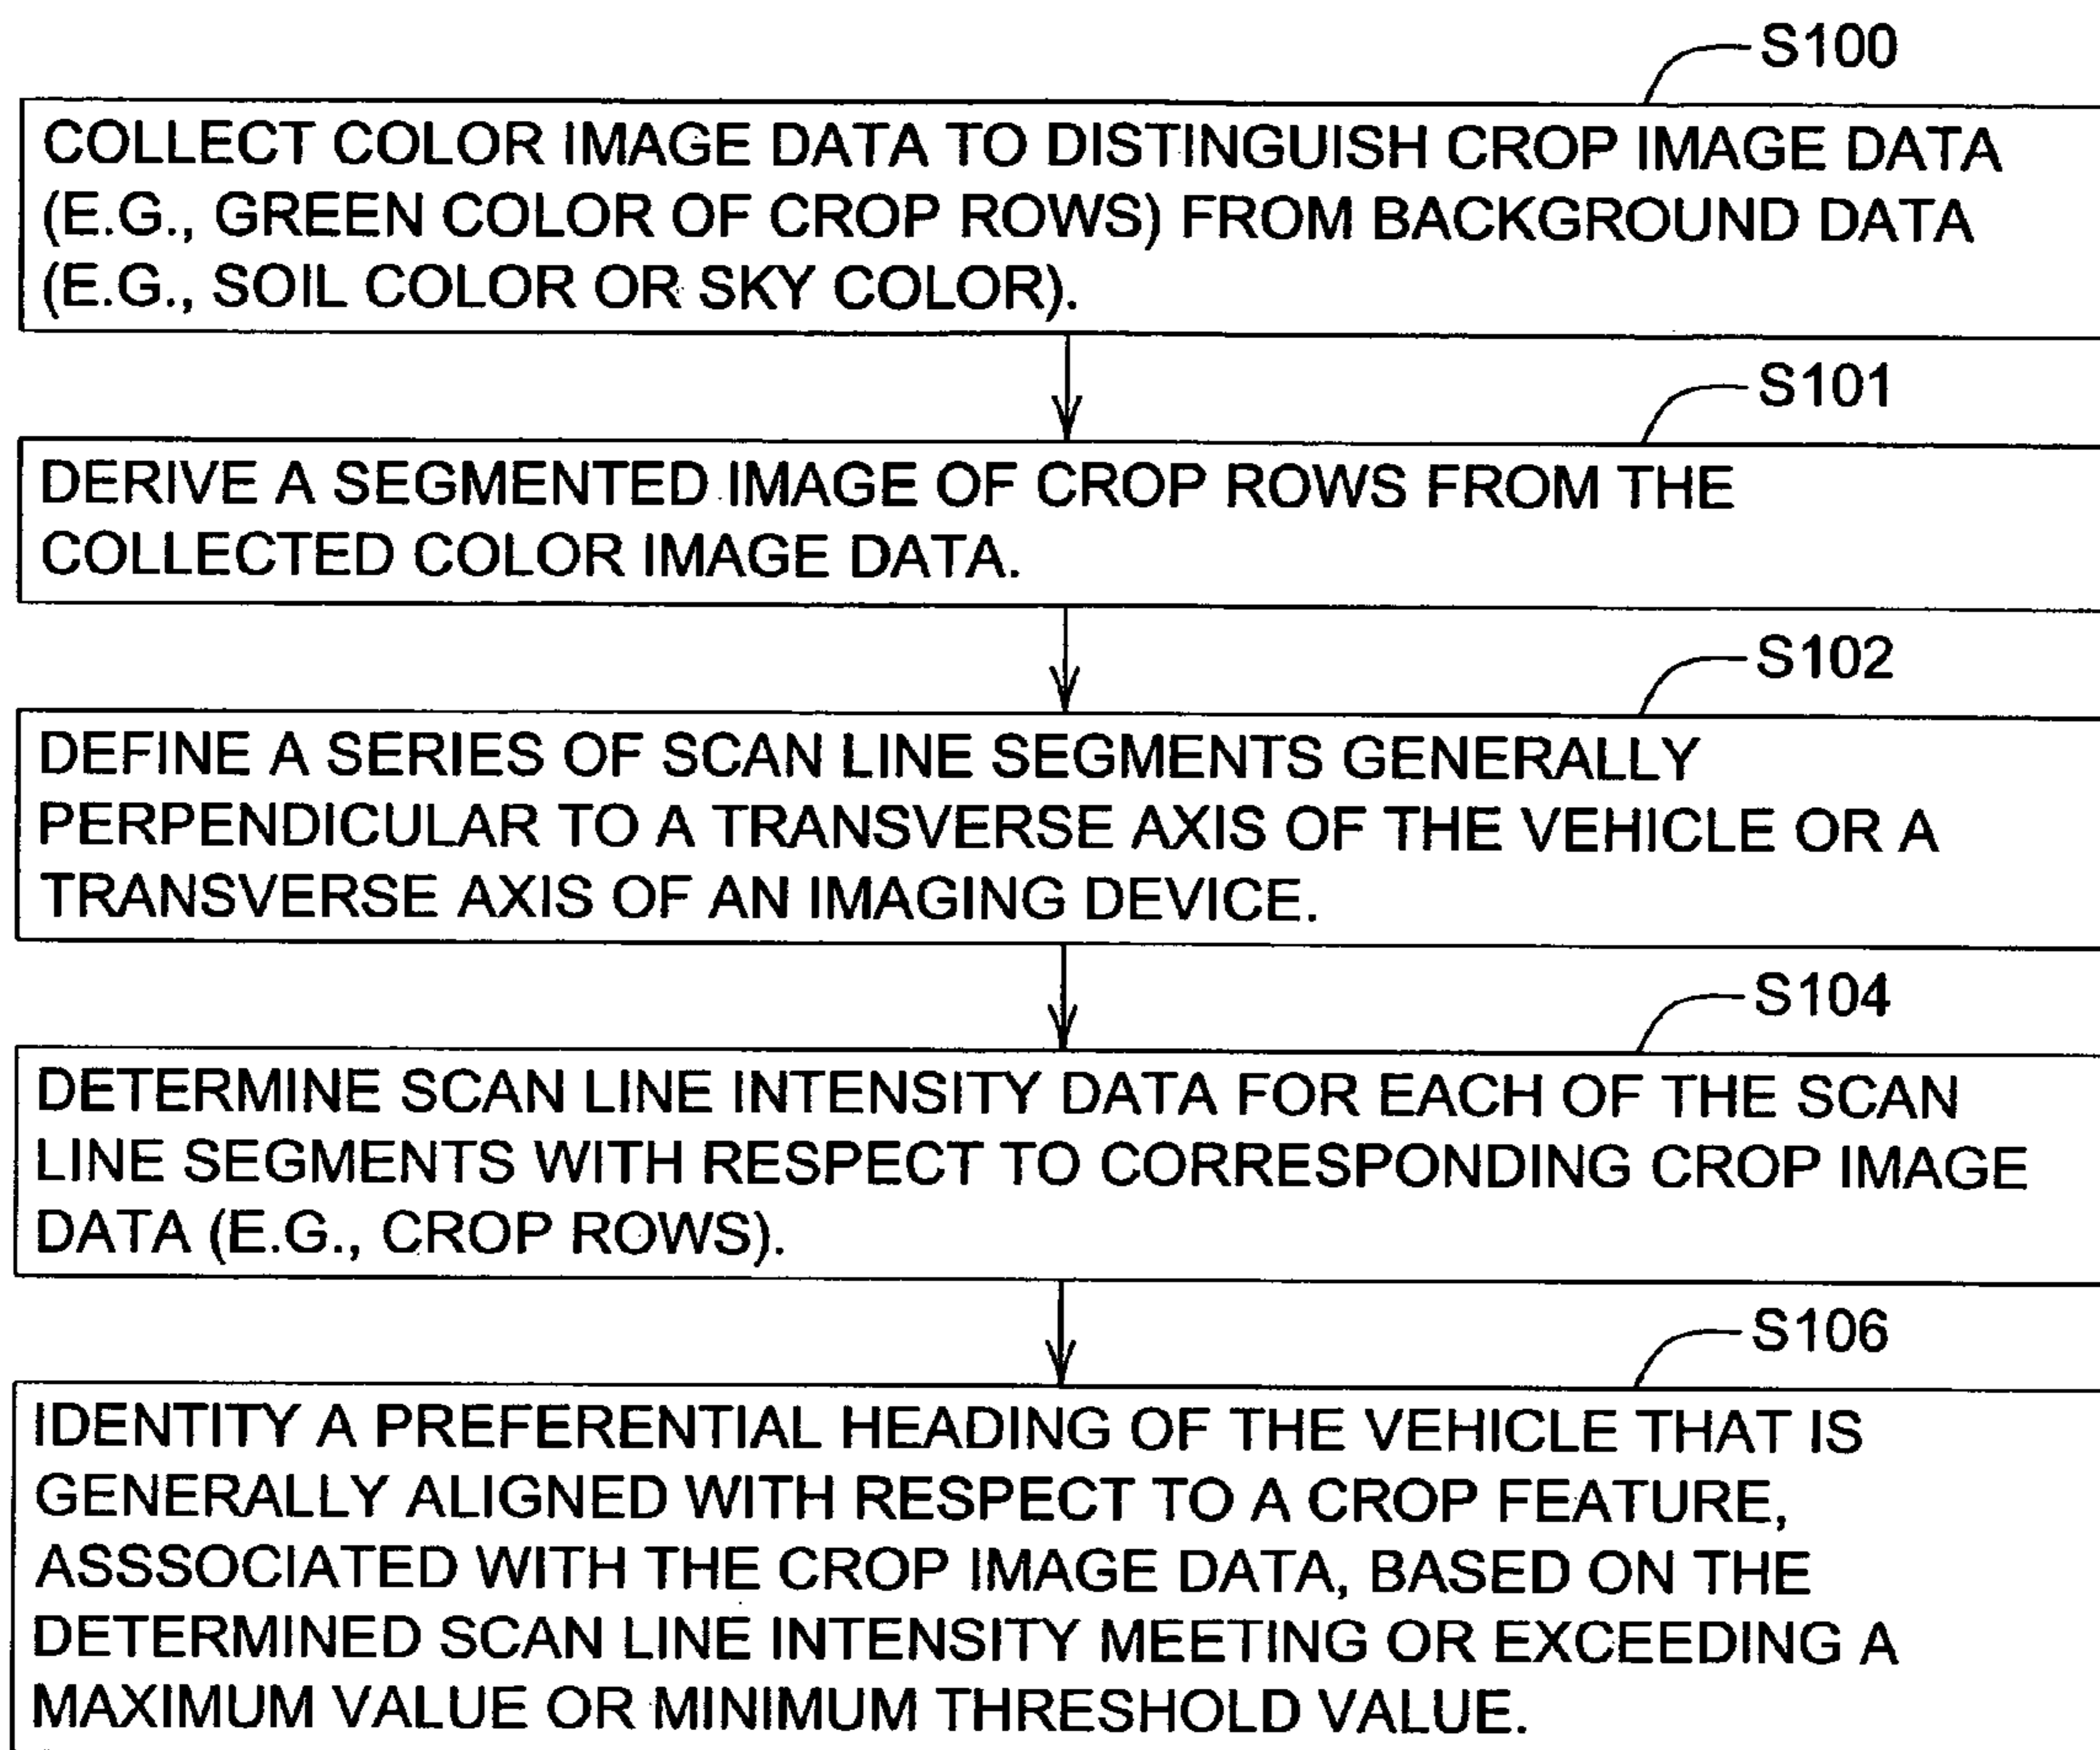 S100
COLLECT COLOR IMAGE DATA TO DISTINGUISH CROP IMAGE DATA
(E.G., GREEN COLOR OF CROP ROWS) FROM BACKGROUND DATA
(E.G., SOIL COLOR OR SKY COLOR).
S101
DERIVE A SEGMENTED IMAGE OF CROP ROWS FROM THE
COLLECTED COLOR IMAGE DATA.
S102
DEFINE A SERIES OF SCAN LINE SEGMENTS GENERALLY
PERPENDICULAR TO A TRANSVERSE AXIS OF THE VEHICLE OR A
TRANSVERSE AXIS OF AN IMAGING DEVICE.
S104
DETERMINE SCAN LINE INTENSITY DATA FOR EACH OF THE SCAN
LINE SEGMENTS WITH RESPECT TO CORRESPONDING CROP IMAGE
DATA (E.G., CROP ROWS).
S106
IDENTITY A PREFERENTIAL HEADING OF THE VEHICLE THAT IS
GENERALLY ALIGNED WITH RESPECT TO A CROP FEATURE,
ASSSOCIATED WITH THE CROP IMAGE DATA, BASED ON THE
DETERMINED SCAN LINE INTENSITY MEETING OR EXCEEDING A
MAXIMUM VALUE OR MINIMUM THRESHOLD VALUE.